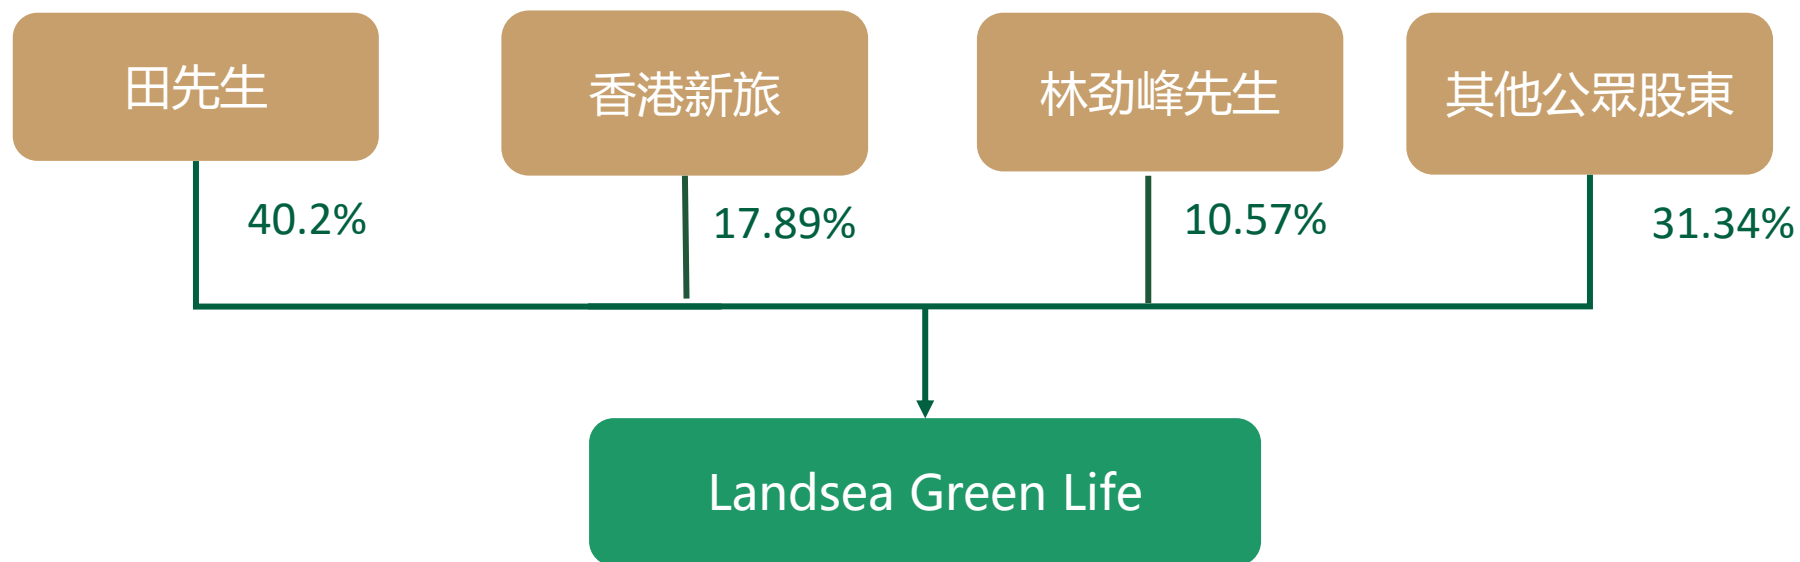 田先生
香港新旅
林劲峰先生
其他公眾股東
40.2%
17.89%
10.57%
31.34%
Landsea Green Life